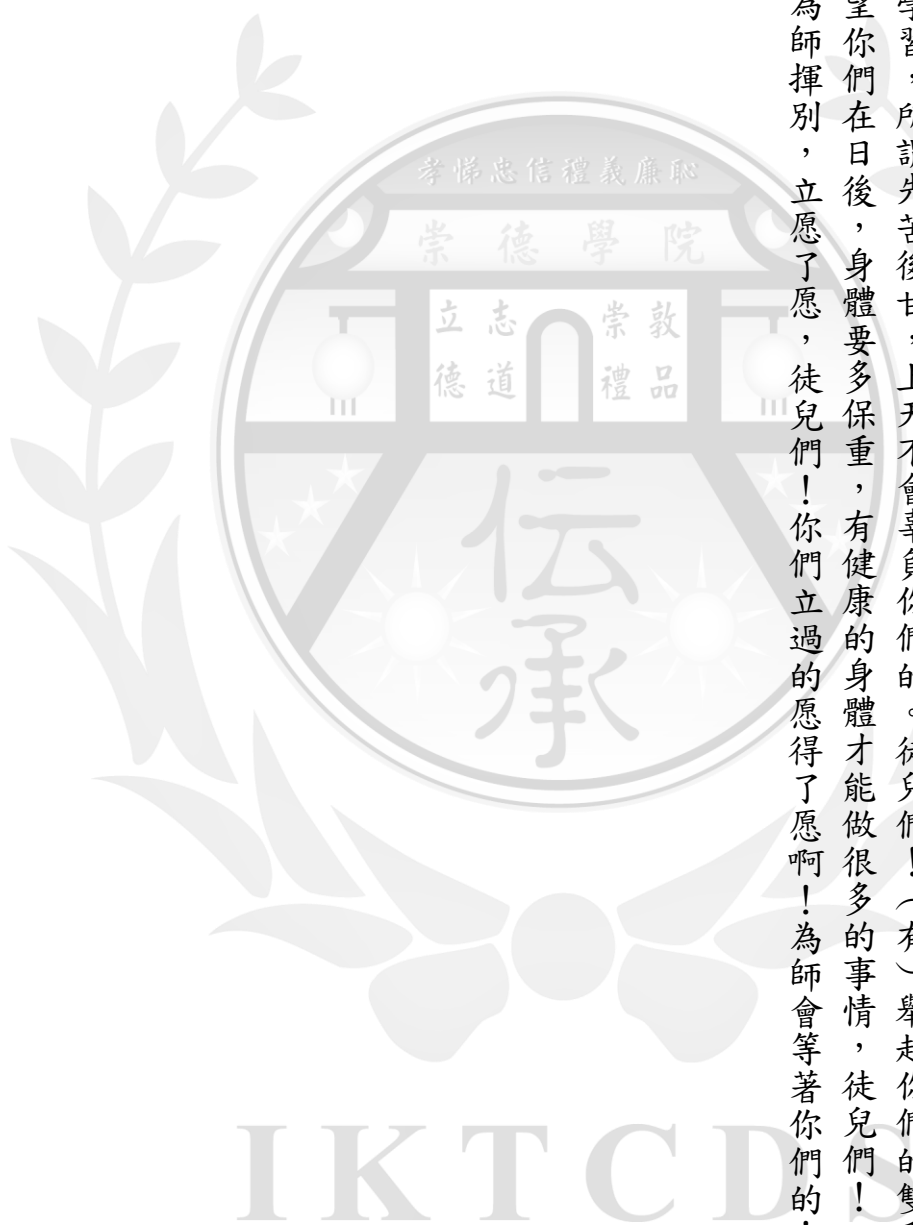 學習，所謂先苦後甘，上天不會辜負你們的。徒兒們！（有）舉起你們的雙
望你們在日後，身體要多保重，有健康的身體才能做很多的事情，徒兒們！
為師揮別，立愿了愿，徒兒們！你們立過的愿得了愿啊！為師會等著你們的！
孝悌忠信禮義廉恥
崇德學院
立志 崇敦
德道 禮品
伝承
IKTCDS